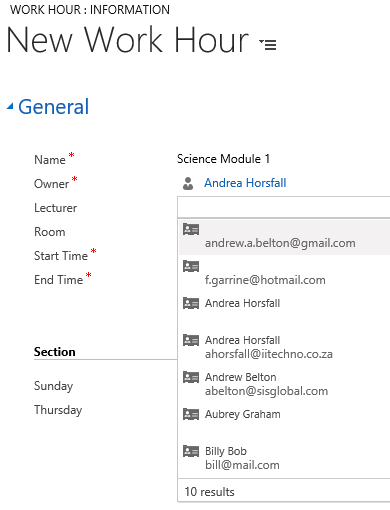 WORK HOUR : INFORMATION
New Work Hour
General
Name *
Science Module 1
Owner *
Andrea Horsfall
Lecturer
Room
Start Time *
End Time *
andrew.a.belton@gmail.com
f.garrine@hotmail.com
Andrea Horsfall
Andrea Horsfall
ahorsfall@iitechno.co.za
Andrew Belton
abelton@sisglobal.com
Aubrey Graham
Billy Bob
bill@mail.com
10 results
Section
Sunday
Thursday